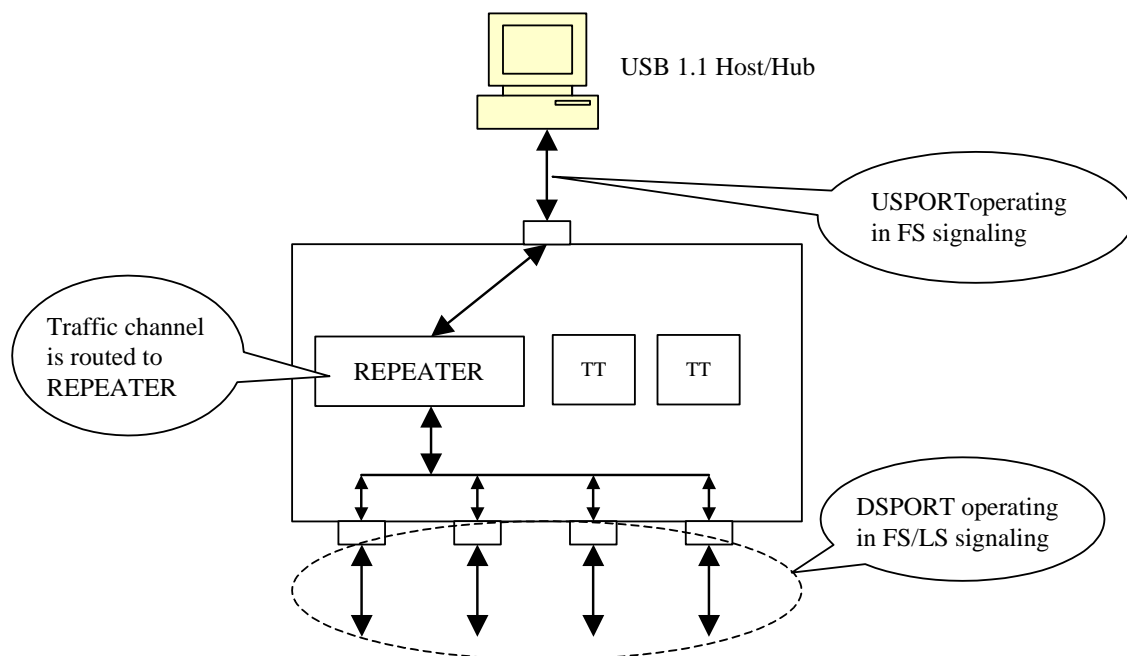 USB 1.1 Host/Hub
USPORToperating
in FS signaling
Traffic channel
is routed to
REPEATER
REPEATER
TT
TT
DSPORT operating
in FS/LS signaling